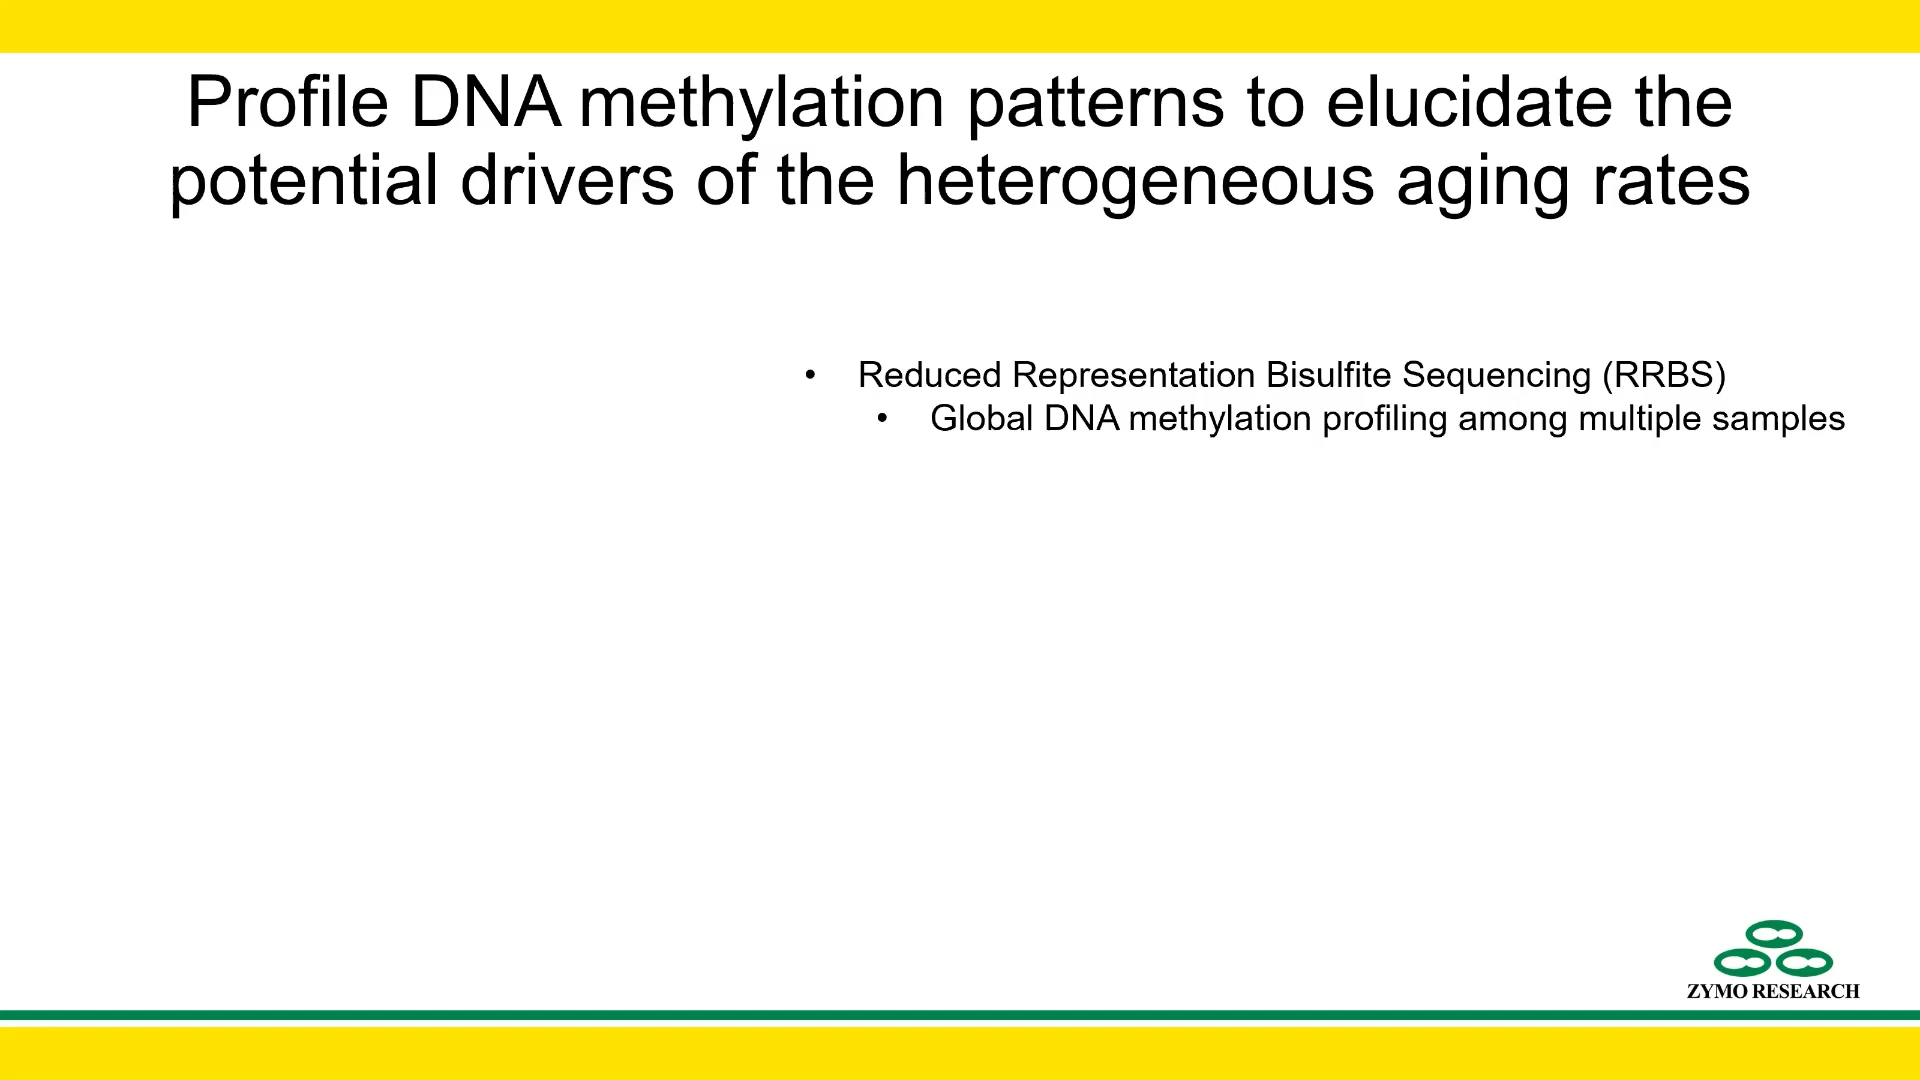 Profile DNA methylation patterns to elucidate the
potential drivers of the heterogeneous aging rates
• Reduced Representation Bisulfite Sequencing (RRBS)
• Global DNA methylation profiling among multiple samples
ZYMO RESEARCH